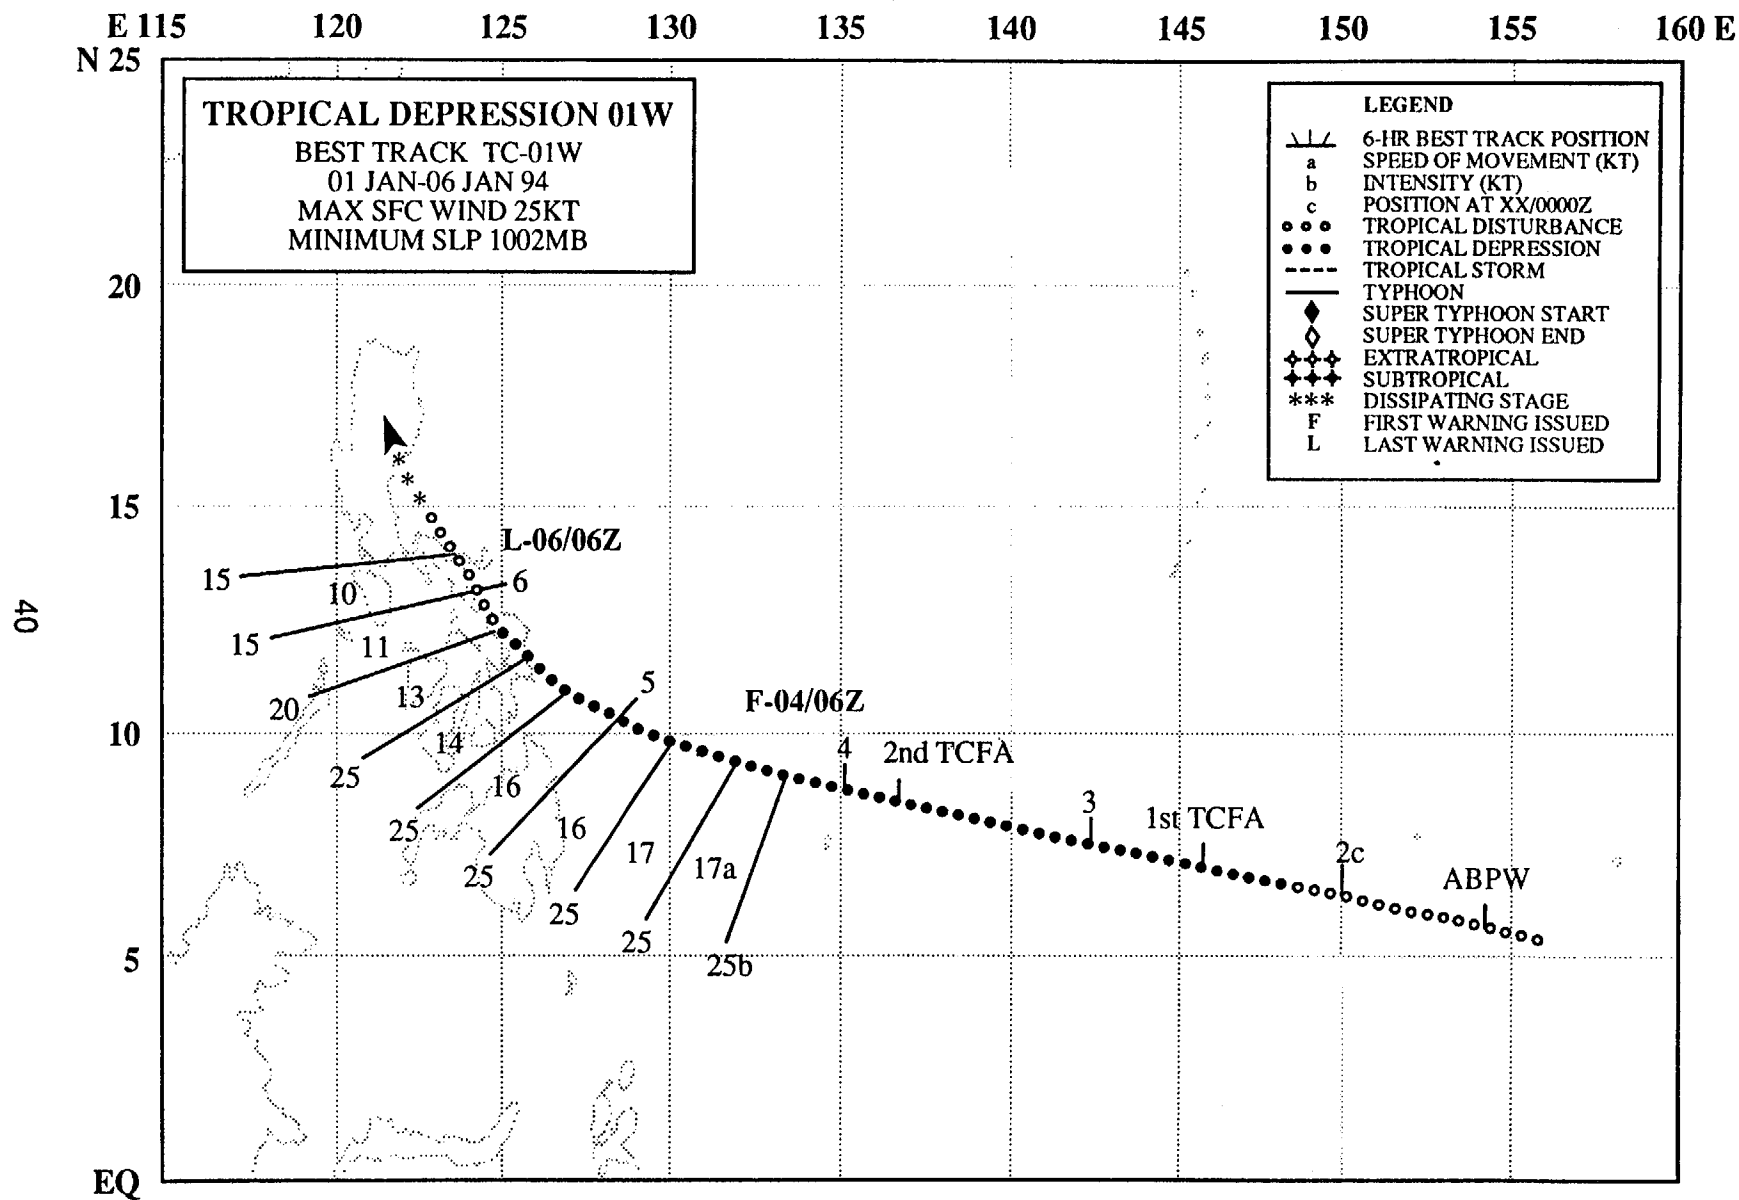 E 115 120 125 130 135 140 145 150 155 160 E
N 25
TROPICAL DEPRESSION 01W
BEST TRACK TC-01W
01 JAN-06 JAN 94
MAX SFC WIND 25KT
MINIMUM SLP 1002MB
LEGEND
6-HR BEST TRACK POSITION
a SPEED OF MOVEMENT (KT)
b INTENSITY (KT)
c POSITION AT XX/0000Z
TROPICAL DISTURBANCE
TROPICAL DEPRESSION
TROPICAL STORM
TYPHOON
SUPER TYPHOON START
SUPER TYPHOON END
EXTRATROPICAL
SUBTROPICAL
*** DISSIPATING STAGE
F FIRST WARNING ISSUED
L LAST WARNING ISSUED
20
15
L-06/06Z
15
10
6
15
11
40
20
13
5
F-04/06Z
10
14
4
2nd TCFA
25
16
3
1st TCFA
25
16
17
17a
2c
25
ABPW
25
25
25b
5
EQ